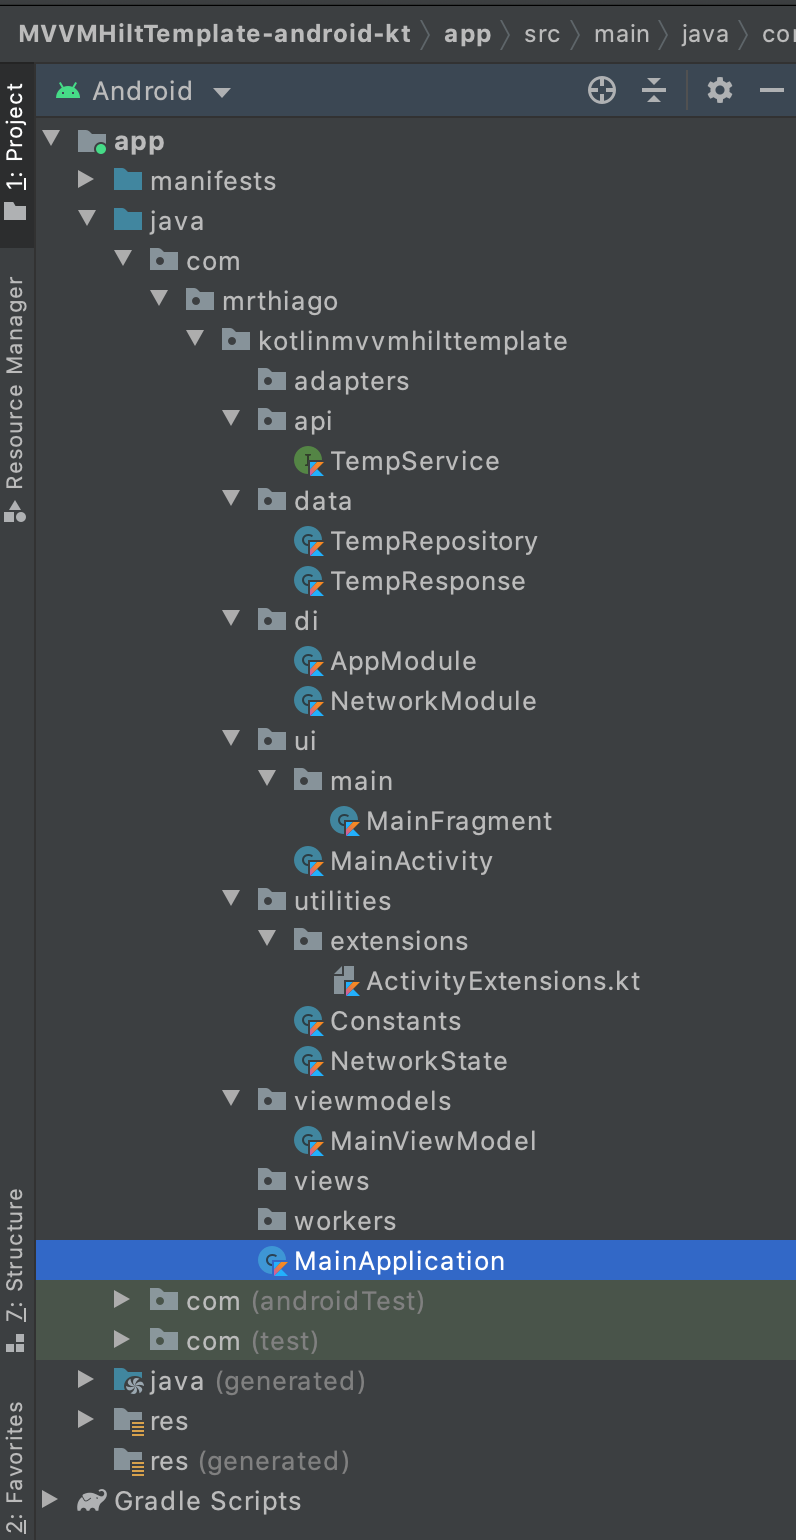 MVVMHiltTemplate-android-kt app src main java co
1: Project
Android
app
manifests
java
com
mrthiago
kotlinmvvmhilttemplate
adapters
api
TempService
data
TempRepository
TempResponse
di
AppModule
NetworkModule
ui
main
MainFragment
MainActivity
utilities
extensions
ActivityExtensions.kt
Constants
NetworkState
viewmodels
MainViewModel
views
workers
MainApplication
com (androidTest)
com (test)
java (generated)
res
res (generated)
Gradle Scripts
Resource Manager
7: Structure
2: Favorites